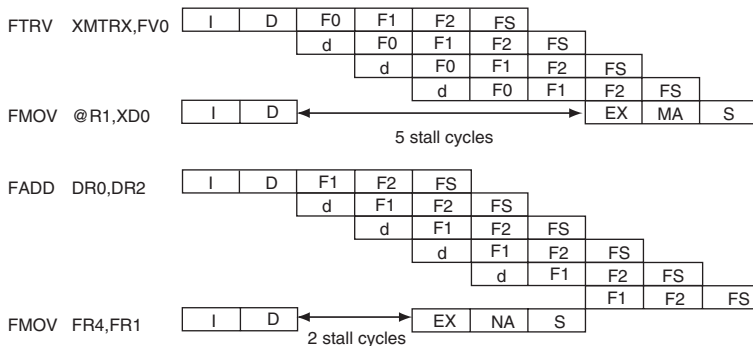 FTRV XMTRX,FV0 I D F0 F1 F2 FS
d F0 F1 F2 FS
d F0 F1 F2 FS
d F0 F1 F2 FS
FMOV @R1,XD0 I D EX MA S
5 stall cycles
FADD DR0,DR2 I D F1 F2 FS
d F1 F2 FS
d F1 F2 FS
d F1 F2 FS
d F1 F2 FS
F1 F2 FS
FMOV FR4,FR1 I D EX NA S
2 stall cycles